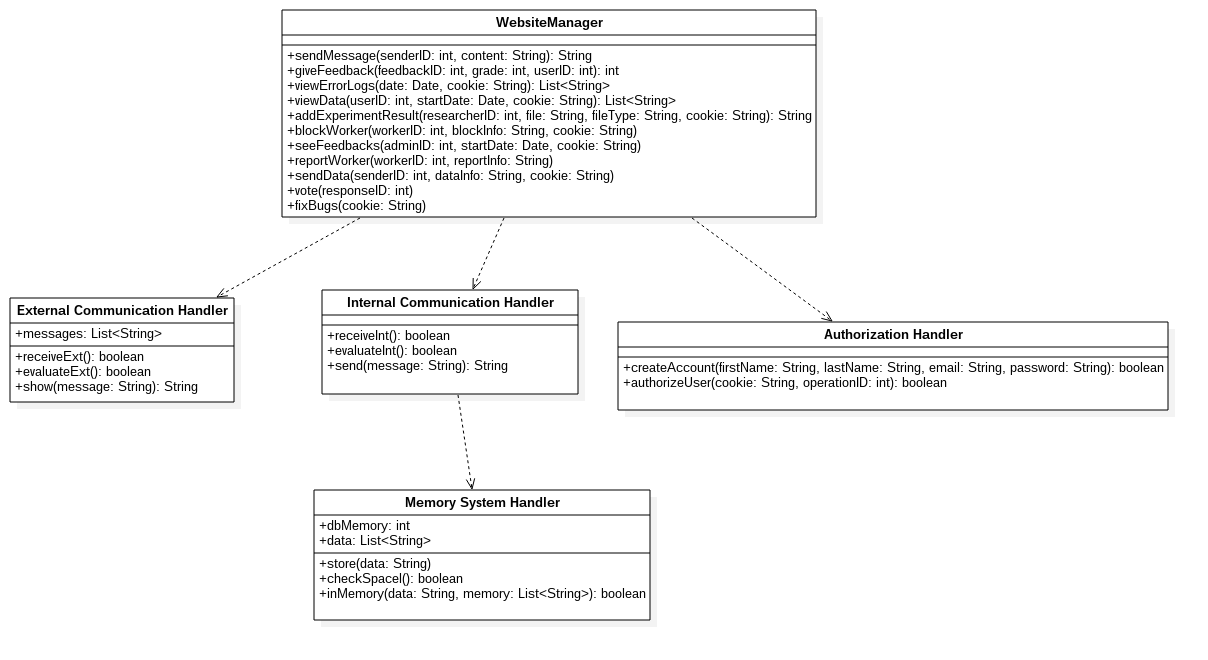 WebsiteManager
+sendMessage(senderID: int, content: String): String
+giveFeedback(feedbackID: int, grade: int, userID: int): int
+viewErrorLogs(date: Date, cookie: String): List<String>
+viewData(userID: int, startDate: Date, cookie: String): List<String>
+addExperimentResult(researcherID: int, file: String, fileType: String, cookie: String): String
+blockWorker(workerID: int, blockInfo: String, cookie: String)
+seeFeedbacks(adminID: int, startDate: Date, cookie: String)
+reportWorker(workerID: int, reportInfo: String)
+sendData(senderID: int, dataInfo: String, cookie: String)
+vote(responseID: int)
+fixBugs(cookie: String)
External Communication Handler
+messages: List<String>
+receiveExt(): boolean
+evaluateExt(): boolean
+show(message: String): String
Internal Communication Handler
+receiveInt(): boolean
+evaluateInt(): boolean
+send(message: String): String
Authorization Handler
+createAccount(firstName: String, lastName: String, email: String, password: String): boolean
+authorizeUser(cookie: String, operationID: int): boolean
Memory System Handler
+dbMemory: int
+data: List<String>
+store(data: String)
+checkSpacel(): boolean
+inMemory(data: String, memory: List<String>): boolean